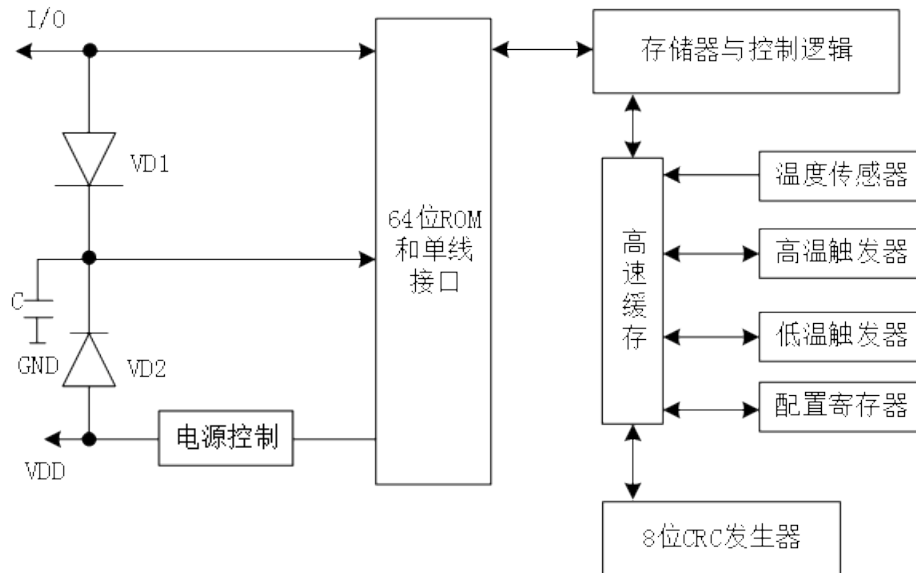 I/O
存储器与控制逻辑
VD1
温度传感器
64位ROM
和单线
接口
高温触发器
高
速
缓
存
C
GND
VD2
低温触发器
配置寄存器
电源控制
VDD
8位CRC发生器